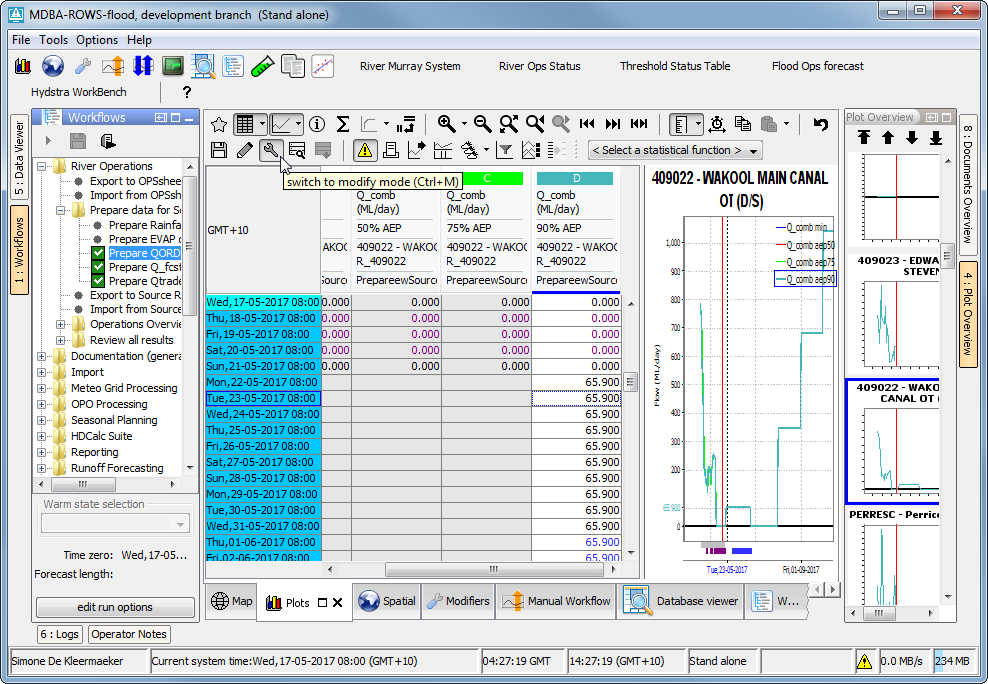 MDBA-ROWS-flood, development branch (Stand alone)
File Tools Options Help
River Murray System River Ops Status Threshold Status Table Flood Ops forecast
Hydstra WorkBench ?
5 : Data Viewer
1 : Workflows
Workflows
River Operations
Export to OPSshee
Import from OPSshe
Prepare data for So
Prepare Rainfa
Prepare EVAP o
Prepare QORD
Prepare Q_fcst
Prepare Qtrade
Export to Source R
Import from Source
Operations Overvie
Review all results
Documentation (genera
Import
Meteo Grid Processing
OPO Processing
Seasonal Planning
HDCalc Suite
Reporting
Runoff Forecasting
Warm state selection
Time zero: Wed,17-05...
Forecast length:
edit run options
6 : Logs Operator Notes
< Select a statistical function >
switch to modify mode (Ctrl+M)
C D
Q_comb Q_comb Q_comb
(ML/day) (ML/day) (ML/day)
GMT+10
50% AEP 75% AEP 90% AEP
AKOO 409022 - WAKOO 409022 - WAKOO 409022 - WAKOO
R_409022 R_409022 R_409022
Source PrepareewSource PrepareewSource PrepareewSource
Wed,17-05-2017 08:00 0.000 0.000 0.000 0.000
Thu,18-05-2017 08:00 0.000 0.000 0.000 0.000
Fri,19-05-2017 08:00 0.000 0.000 0.000 0.000
Sat,20-05-2017 08:00 0.000 0.000 0.000 0.000
Sun,21-05-2017 08:00 0.000 0.000 0.000 0.000
Mon,22-05-2017 08:00 65.900
Tue,23-05-2017 08:00 65.900
Wed,24-05-2017 08:00 65.900
Thu,25-05-2017 08:00 65.900
Fri,26-05-2017 08:00 65.900
Sat,27-05-2017 08:00 65.900
Sun,28-05-2017 08:00 65.900
Mon,29-05-2017 08:00 65.900
Tue,30-05-2017 08:00 65.900
Wed,31-05-2017 08:00 65.900
Thu,01-06-2017 08:00 65.900
Fri,02-06-2017 08:00 65.900
409022 - WAKOOL MAIN CANAL
OT (D/S)
Q_comb min
Q_comb aep50
Q_comb aep75
Q_comb aep90
Flow (ML/day)
1,000
900
800
700
600
500
400
300
200
65.900
0
Tue,23-05-2017 Fri,01-09-2017
Plot Overview
409023 - EDWA
STEVEN
409022 - WAKO
CANAL OT (
PERRESC - Perrico
8 : Documents Overview
4 : Plot Overview
Map Plots Spatial Modifiers Manual Workflow Database viewer W...
Simone De Kleermaeker Current system time:Wed,17-05-2017 08:00 (GMT+10) 04:27:19 GMT 14:27:19 (GMT+10) Stand alone 0.0 MB/s 234 MB